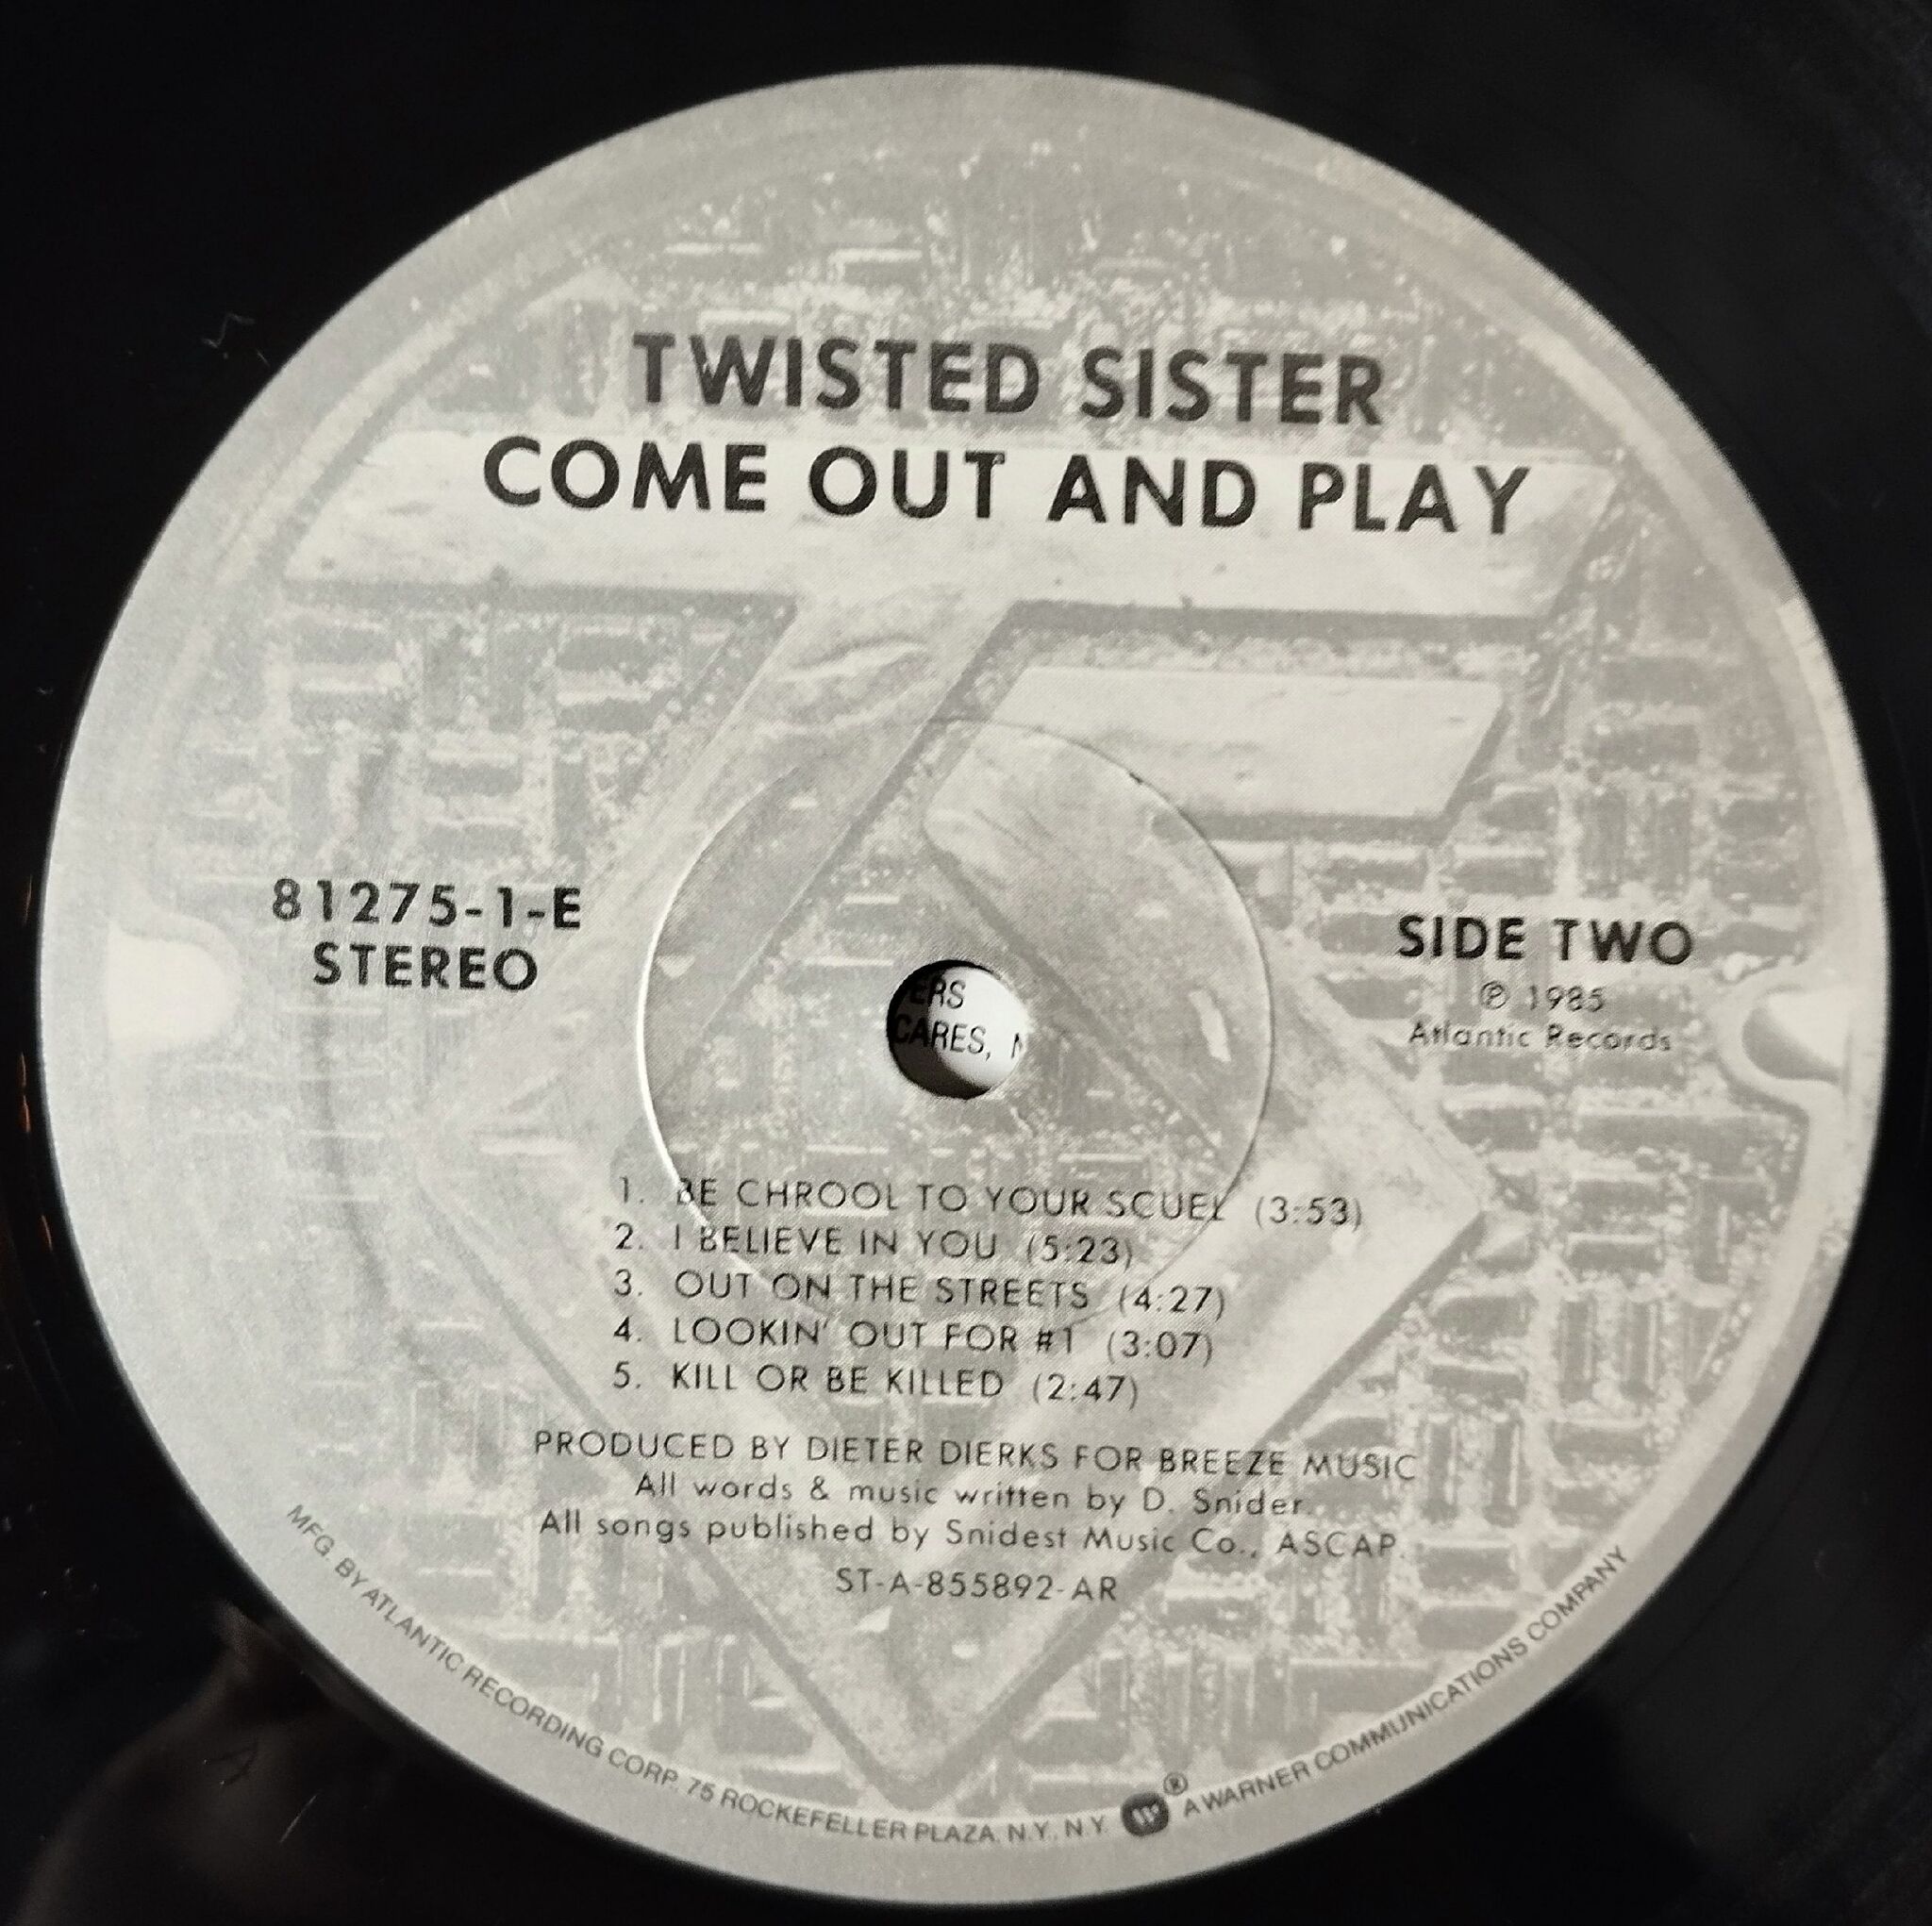 TWISTED SISTER
COME OUT AND PLAY
81275-1-E
STEREO
SIDE TWO
℗ 1985
Atlantic Records
ERS
CARES,
1. BE CHROOL TO YOUR SCUEL (3:53)
2. I BELIEVE IN YOU (5:23)
3. OUT ON THE STREETS (4:27)
4. LOOKIN' OUT FOR #1 (3:07)
5. KILL OR BE KILLED (2:47)
PRODUCED BY DIETER DIERKS FOR BREEZE MUSIC
All words & music written by D. Snider.
All songs published by Snidest Music Co., ASCAP.
ST-A-855892-AR
MFG. BY ATLANTIC RECORDING CORP. 75 ROCKEFELLER PLAZA, N.Y., N.Y. W ® A WARNER COMMUNICATIONS COMPANY